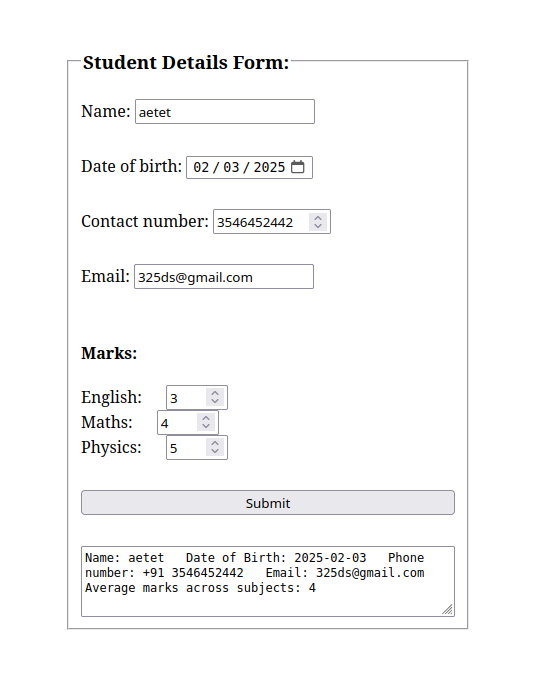 Student Details Form:
Name: aetet
Date of birth: 02 / 03 / 2025
Contact number: 3546452442
Email: 325ds@gmail.com
Marks:
English: 3
Maths: 4
Physics: 5
Submit
Name: aetet   Date of Birth: 2025-02-03   Phone
number: +91 3546452442   Email: 325ds@gmail.com
Average marks across subjects: 4